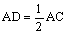 AD = 1/2 AC